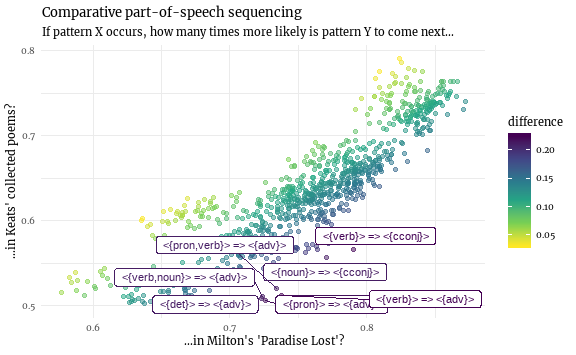 Comparative part-of-speech sequencing
If pattern X occurs, how many times more likely is pattern Y to come next...
...in Keats' collected poems?
0.8
0.7
0.6
0.5
<{verb}> => <{cconj}>
<{pron,verb}> => <{adv}>
<{noun}> => <{cconj}>
<{verb,noun}> => <{adv}>
<{det}> => <{adv}>
<{pron}> => <{adv
<{verb}> => <{adv}>
0.6
0.7
0.8
...in Milton's 'Paradise Lost'?
difference
0.20
0.15
0.10
0.05